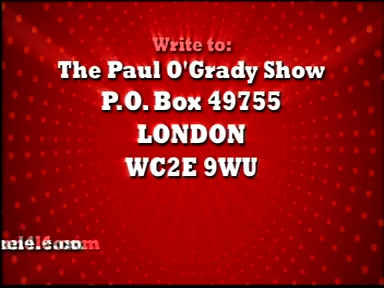 Write to:
The Paul O'Grady Show
P.O. Box 49755
LONDON
WC2E 9WU